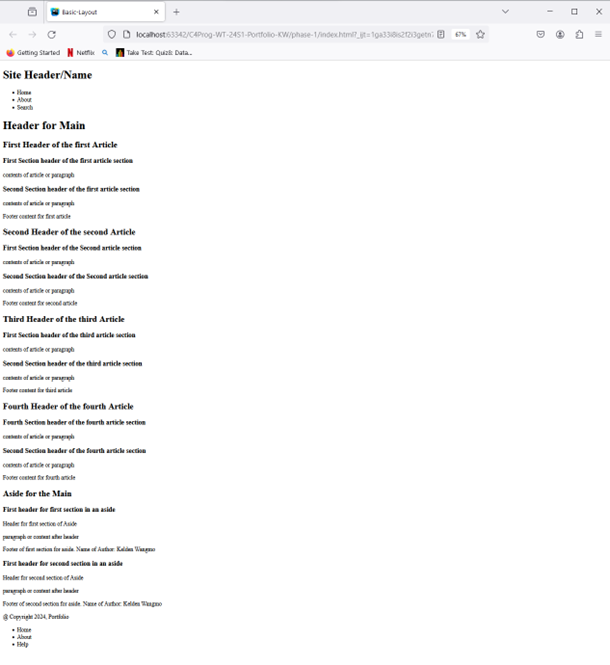 Basic-Layout
localhost:63342/C4Prog-WT-2451-Portfolio-KW/phase-1/index.html?
67%
Getting Started
Netflix
Take Test: Quiz8: Data...
Site Header/Name
Home
About
Search
Header for Main
First Header of the first Article
First Section header of the first article section
contents of article or paragraph
Second Section header of the first article section
contents of article or paragraph
Footer content for first article
Second Header of the second Article
First Section header of the Second article section
contents of article or paragraph
Second Section header of the Second article section
contents of article or paragraph
Footer content for second article
Third Header of the third Article
First Section header of the third article section
contents of article or paragraph
Second Section header of the third article section
contents of article or paragraph
Footer content for third article
Fourth Header of the fourth Article
Fourth Section header of the fourth article section
contents of article or paragraph
Second Section header of the fourth article section
contents of article or paragraph
Footer content for fourth article
Aside for the Main
First header for first section in an aside
Header for first section of Aside
paragraph or content after header
Footer of first section for aside. Name of Author: Kelden Wangmo
First header for second section in an aside
Header for second section of Aside
paragraph or content after header
Footer of second section for aside. Name of Author: Kelden Wangmo
@ Copyright 2024, Portfolio
Home
About
Help